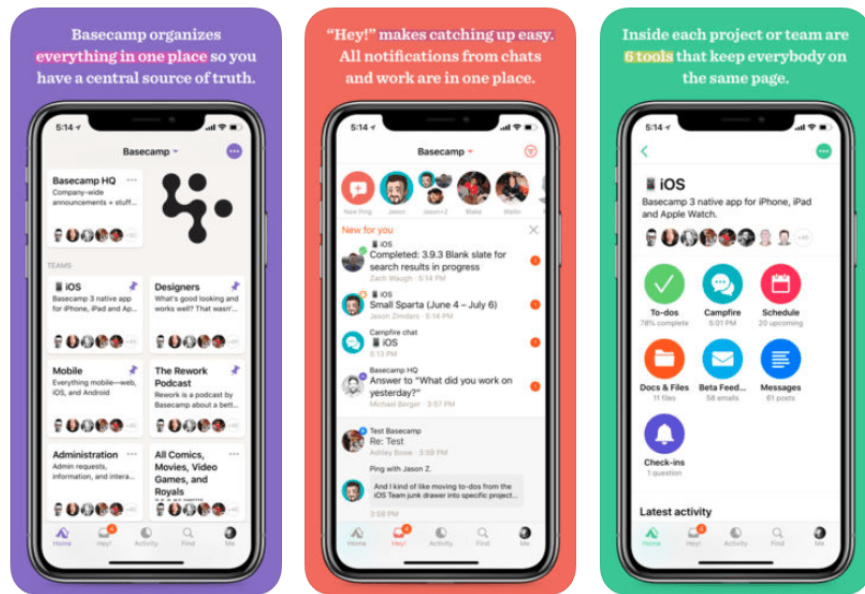 Basecamp organizes
everything in one place so you
have a central source of truth.
5:14
Basecamp
Basecamp HQ
Company-wide
announcements + stuff...
TEAMS
iOS
Basecamp 3 native app
for iPhone, iPad and Ap...
Designers
What's good looking and
works well? That wasn'...
Mobile
Everything mobile—web,
iOS, and Android
The Rework
Podcast
Rework is a podcast by
Basecamp about a bett...
Administration
Admin requests,
information, and intera...
All Comics,
Movies, Video
Games, and
Royals
Home
Hey!
Activity
Find
Me
“Hey!” makes catching up easy.
All notifications from chats
and work are in one place.
5:14
Basecamp
New Ping
Jason
Jason+Z
Blake
Wailin
New for you
iOS
Completed: 3.9.3 Blank slate for
search results in progress
Zach Waugh · 5:14 PM
iOS
Small Sparta (June 4 – July 6)
Jason Zimdars · 5:14 PM
Campfire chat
iOS
5:13 PM
Basecamp HQ
Answer to “What did you work on
yesterday?”
Michael Berger · 3:57 PM
Test Basecamp
Re: Test
Ashley Bowe · 3:59 PM
Ping with Jason Z.
And I kind of like moving to-dos from the
iOS Team junk drawer into specific project...
3:58 PM
Home
Hey!
Activity
Find
Me
Inside each project or team are
6 tools that keep everybody on
the same page.
5:14
iOS
Basecamp 3 native app for iPhone, iPad
and Apple Watch.
To-dos
78% complete
Campfire
5:01 PM
Schedule
20 upcoming
Docs & Files
11 files
Beta Feed...
58 emails
Messages
61 posts
Check-ins
1 question
Latest activity
Home
Hey!
Activity
Find
Me